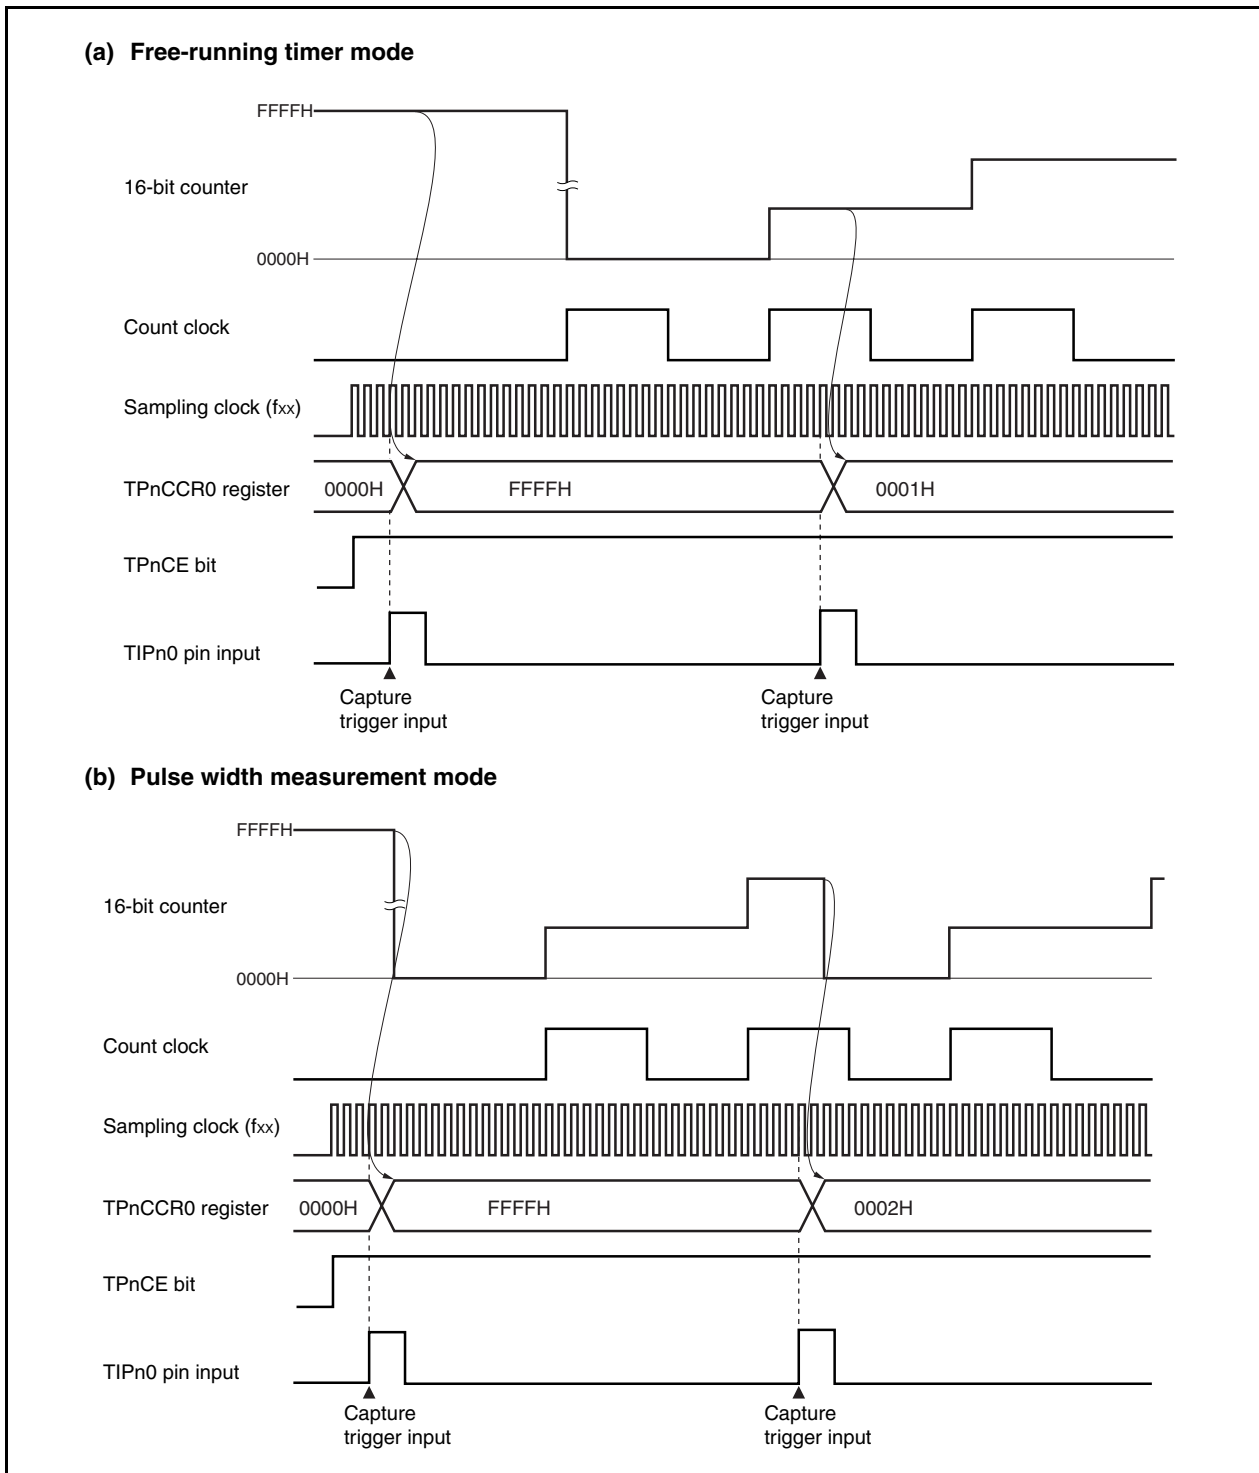 (a) Free-running timer mode
FFFFH
16-bit counter
0000H
Count clock
Sampling clock (fxx)
TPnCCR0 register
0000H
FFFFH
0001H
TPnCE bit
TIPn0 pin input
Capture
trigger input
Capture
trigger input
(b) Pulse width measurement mode
FFFFH
16-bit counter
0000H
Count clock
Sampling clock (fxx)
TPnCCR0 register
0000H
FFFFH
0002H
TPnCE bit
TIPn0 pin input
Capture
trigger input
Capture
trigger input